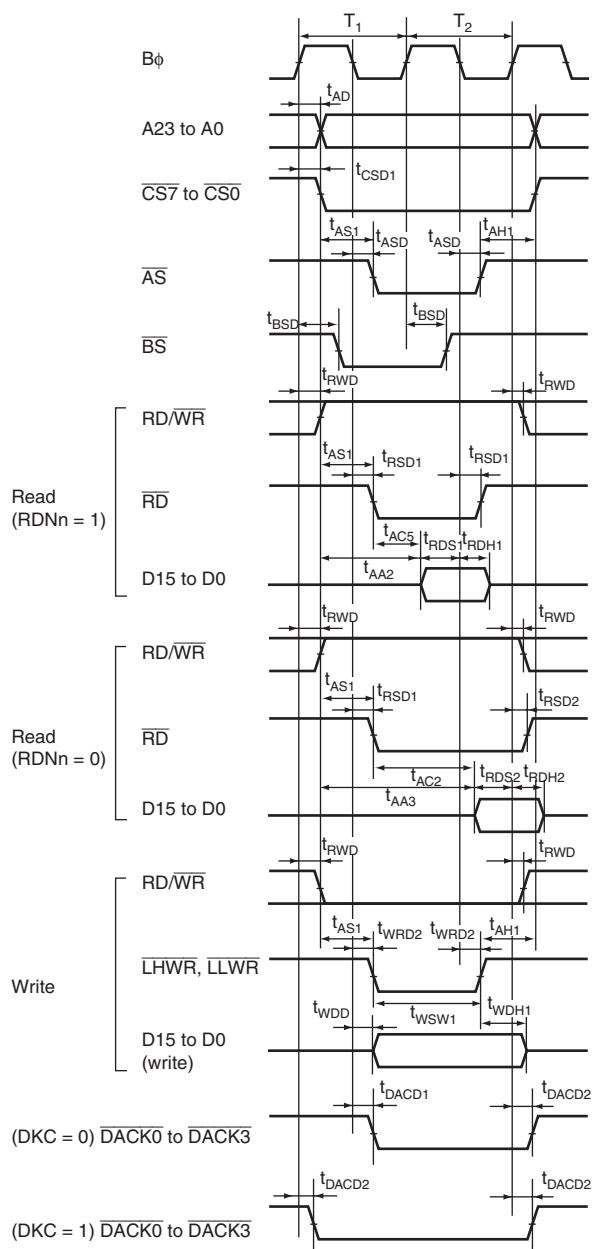 T1 T2
Bφ
tAD
A23 to A0
tCSD1
CS7 to CS0
tAS1 tASD tASD tAH1
AS
tBSD tBSD
BS
tRWD tRWD
RD/WR
tAS1 tRSD1 tRSD1
Read
(RDNn = 1)
RD
tAC5 tRDS1 tRDH1
tAA2
D15 to D0
tRWD tRWD
RD/WR
tAS1 tRSD1 tRSD2
Read
(RDNn = 0)
RD
tAC2 tRDS2 tRDH2
tAA3
D15 to D0
tRWD tRWD
RD/WR
tAS1 tWRD2 tWRD2 tAH1
Write
LHWR, LLWR
tWDD tWSW1 tWDH1
D15 to D0
(write)
tDACD1 tDACD2
(DKC = 0) DACK0 to DACK3
tDACD2 tDACD2
(DKC = 1) DACK0 to DACK3